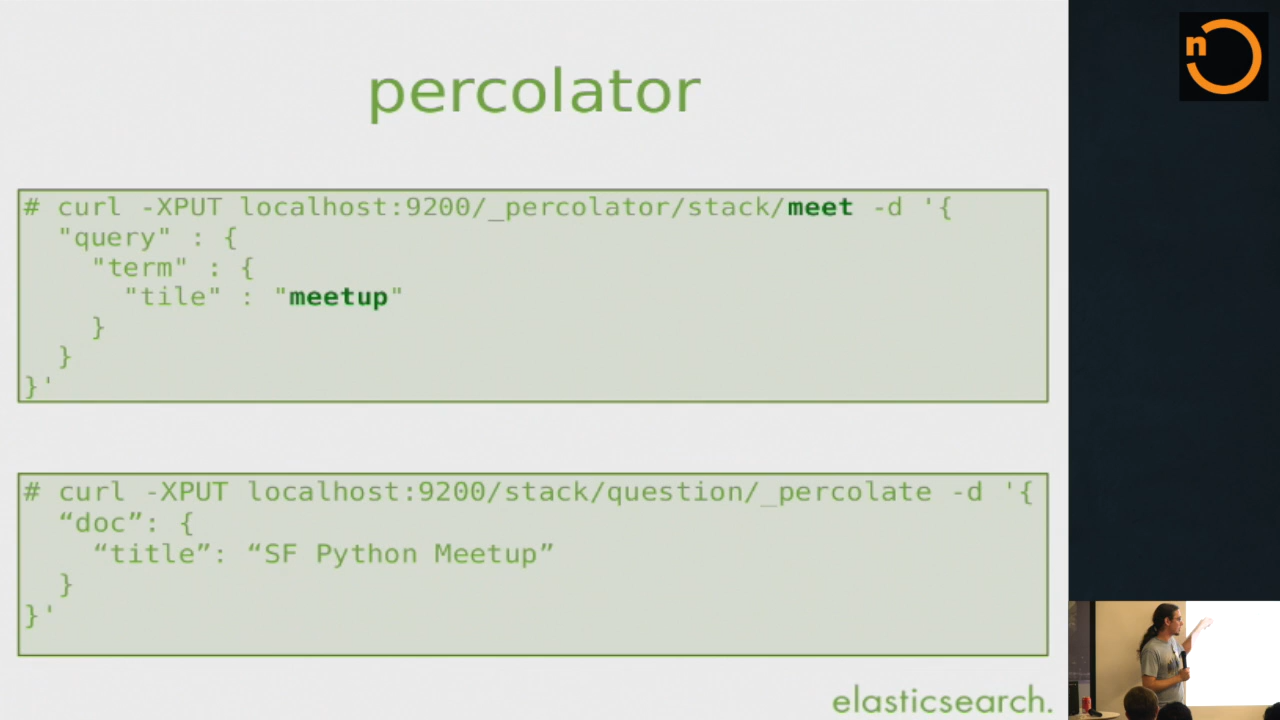 n
percolator
# curl -XPUT localhost:9200/_percolator/stack/meet -d '{
"query" : {
"term" : {
"tile" : "meetup"
}
}
}'
# curl -XPUT localhost:9200/stack/question/_percolate -d '{
“doc”: {
“title”: “SF Python Meetup”
}
}'
elasticsearch.